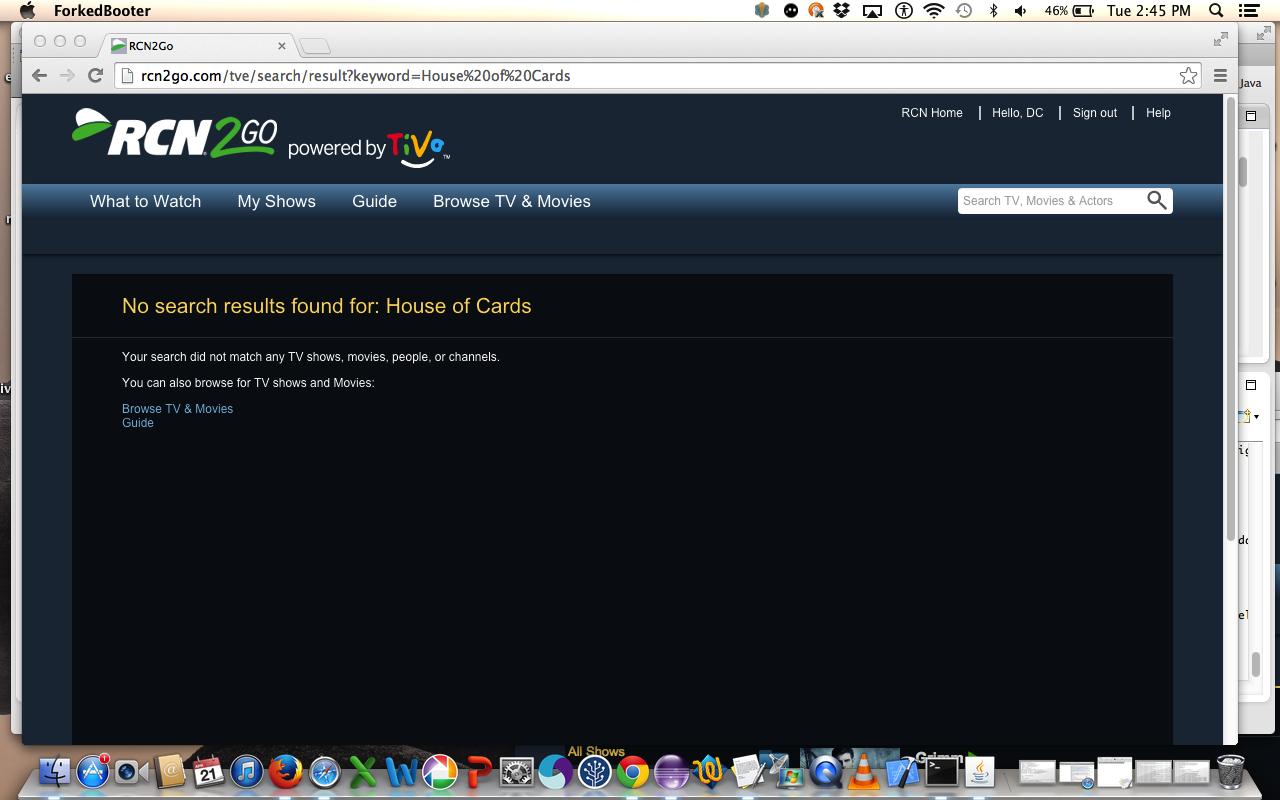 ForkedBooter
46%
Tue 2:45 PM
RCN2Go
rcn2go.com/tve/search/result?keyword=House%20of%20Cards
Java
RCN2GO powered by TiVo™
RCN Home | Hello, DC | Sign out | Help
What to Watch My Shows Guide Browse TV & Movies
Search TV, Movies & Actors
No search results found for: House of Cards
Your search did not match any TV shows, movies, people, or channels.
You can also browse for TV shows and Movies:
Browse TV & Movies
Guide
All Shows
Grimm
21